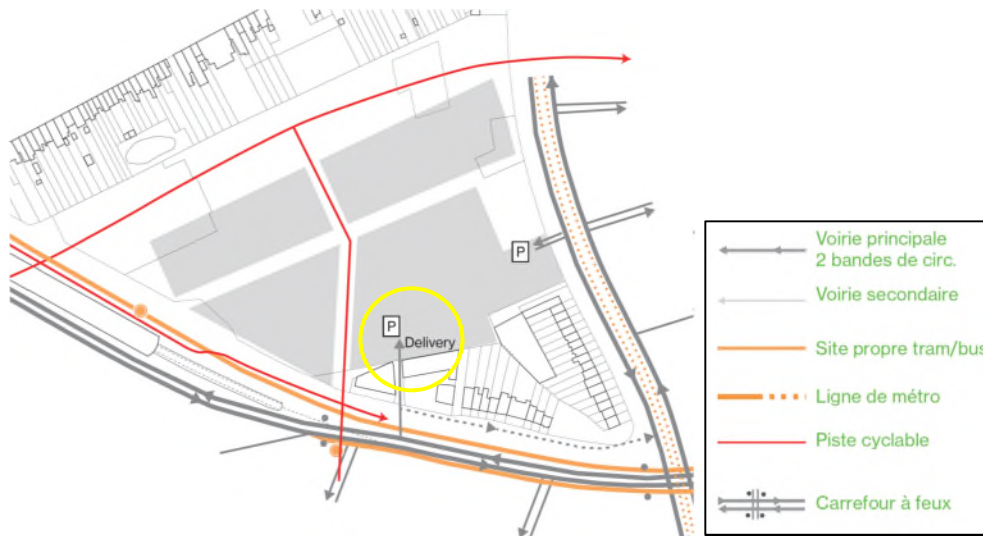 P
P
Delivery
Voirie principale
2 bandes de circ.
Voirie secondaire
Site propre tram/bus
Ligne de métro
Piste cyclable
Carrefour à feux